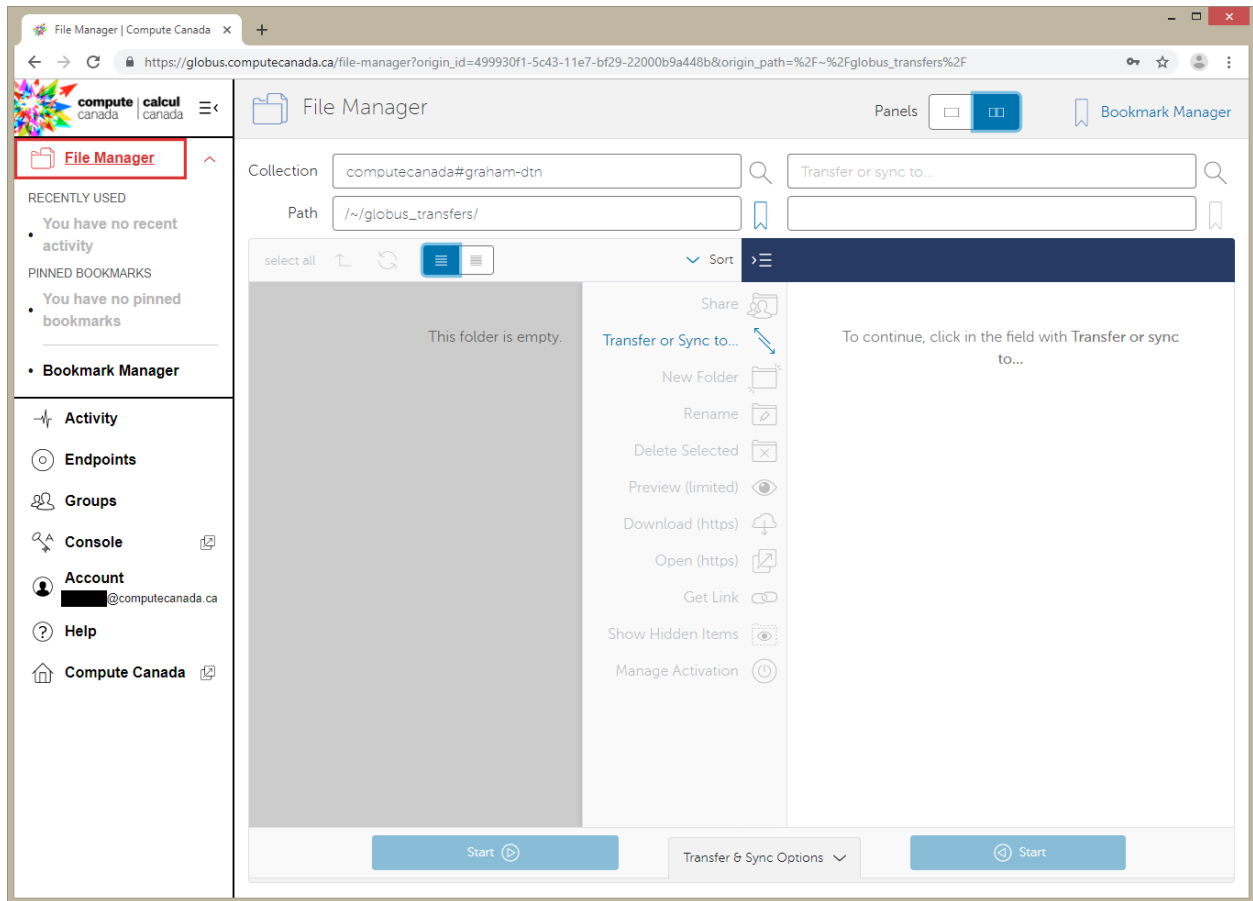 File Manager | Compute Canada
https://globus.computecanada.ca/file-manager?origin_id=499930f1-5c43-11e7-bf29-22000b9a448b&origin_path=%2F~%2Fglobus_transfers%2F
compute | calcul
canada | canada
File Manager
Panels
Bookmark Manager
File Manager
RECENTLY USED
• You have no recent
activity
PINNED BOOKMARKS
• You have no pinned
bookmarks
• Bookmark Manager
Activity
Endpoints
Groups
Console
Account
@computecanada.ca
Help
Compute Canada
Collection
computecanada#graham-dtn
Transfer or sync to...
Path
/~/globus_transfers/
select all
Sort
This folder is empty.
Share
Transfer or Sync to...
New Folder
Rename
Delete Selected
Preview (limited)
Download (https)
Open (https)
Get Link
Show Hidden Items
Manage Activation
To continue, click in the field with Transfer or sync
to...
Start
Transfer & Sync Options
Start